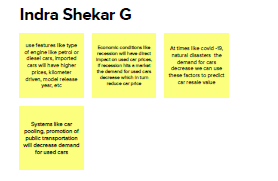 Indra Shekar G
use features like type
of engine like petrol or
diesel cars, imported
cars will have higher
prices, kilometer
driven, model release
year, etc
Economic conditions like
recession will have direct
impact on used car prices,
if recession hits a market
the demand for used cars
decrease which in turn
reduce car price
At times like covid -19,
natural disasters the
demand for cars
decrease we can use
these factors to predict
car resale value
Systems like car
pooling, promotion of
public transportation
will decrease demand
for used cars